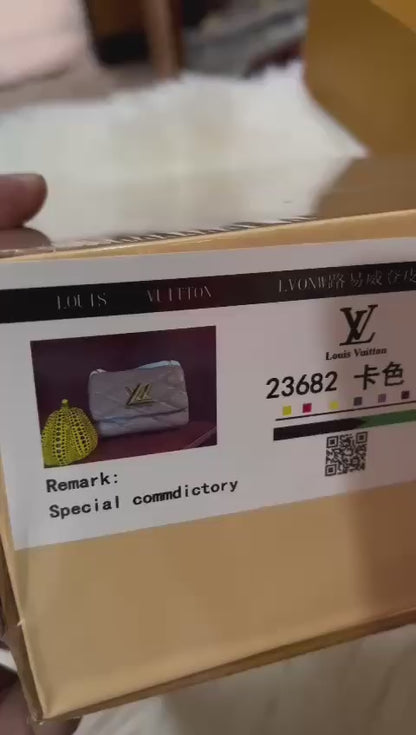 LOUIS VUITTON LVONW路易威登皮
LV
Louis Vuitton
23682 卡色
Remark:
Special commdictory